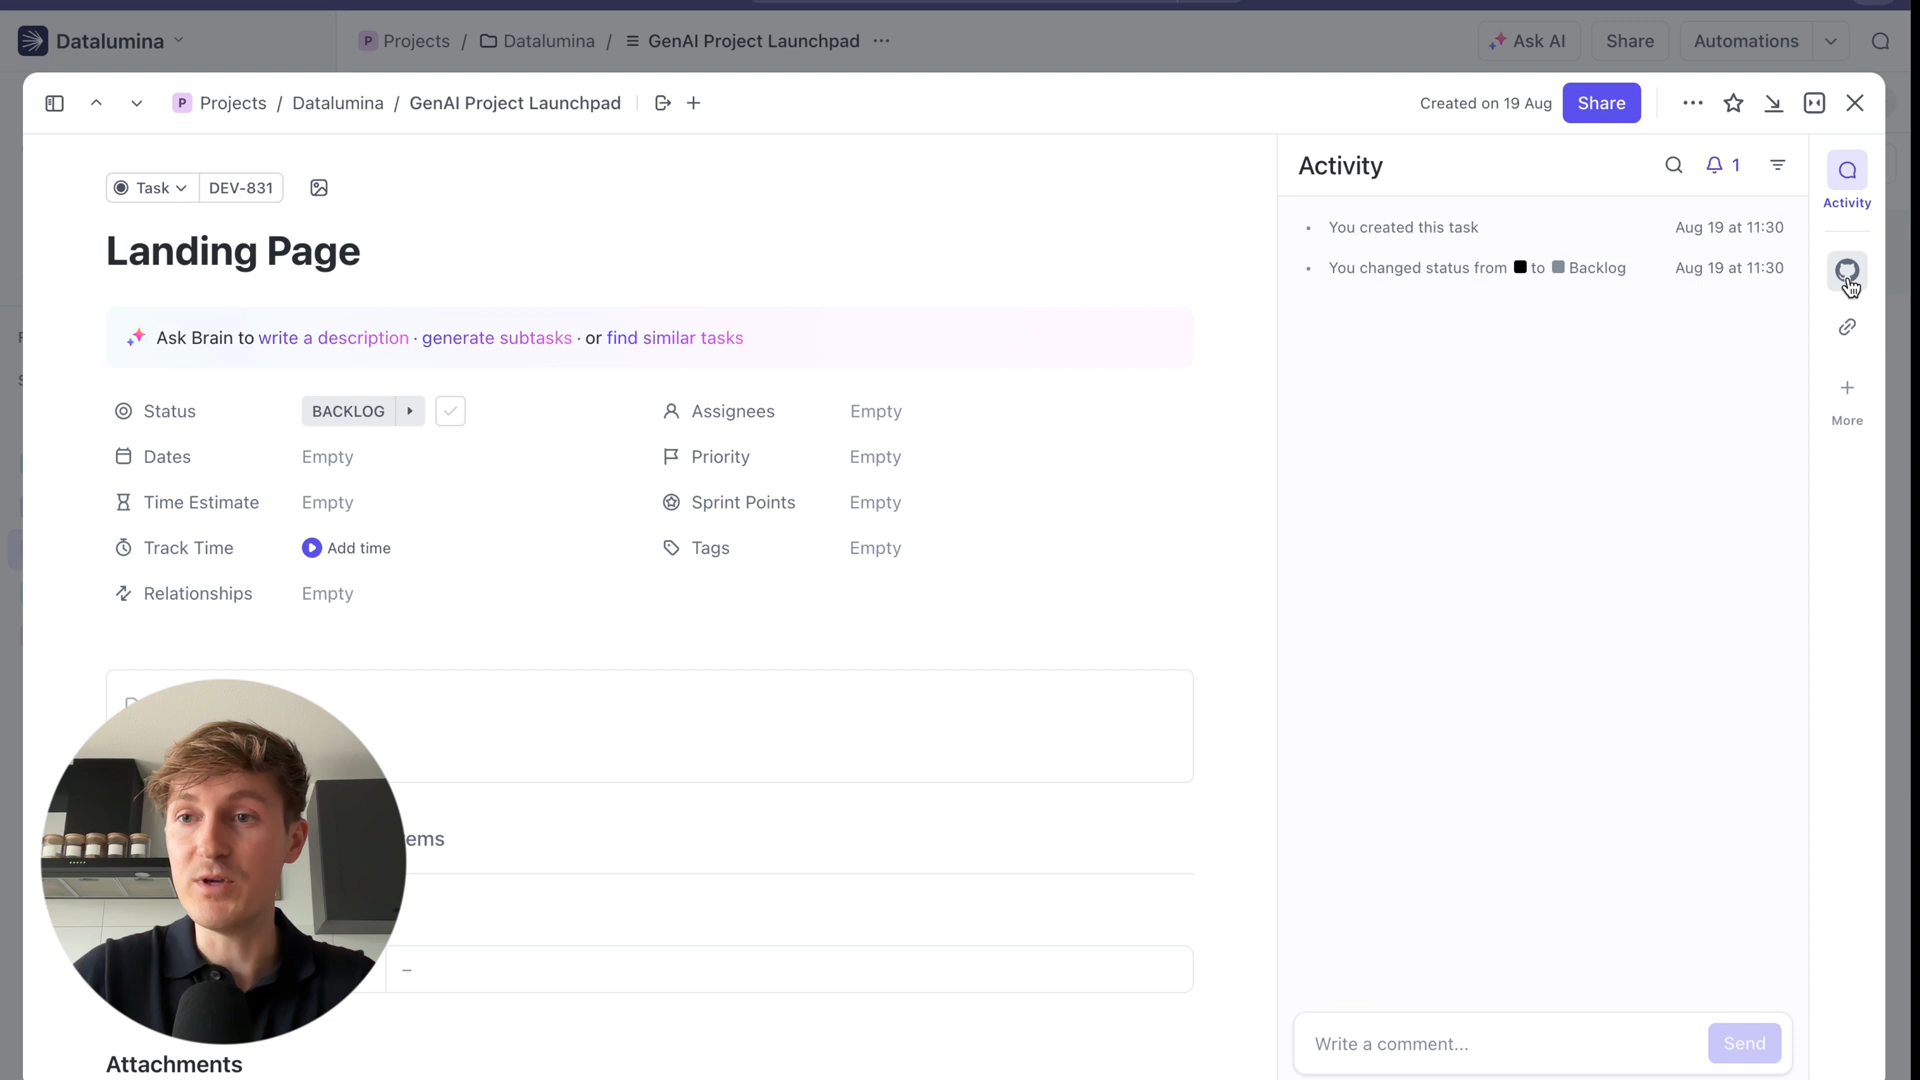 Datalumina
P Projects / Datalumina / GenAI Project Launchpad ...
Ask AI
Share
Automations
P Projects / Datalumina / GenAI Project Launchpad
Created on 19 Aug
Share
Task
DEV-831
Landing Page
Ask Brain to write a description · generate subtasks · or find similar tasks
Status
BACKLOG
Assignees
Empty
Dates
Empty
Priority
Empty
Time Estimate
Empty
Sprint Points
Empty
Track Time
Add time
Tags
Empty
Relationships
Empty
ems
–
Attachments
Activity
1
• You created this task
Aug 19 at 11:30
• You changed status from to Backlog
Aug 19 at 11:30
Write a comment...
Send
Activity
More